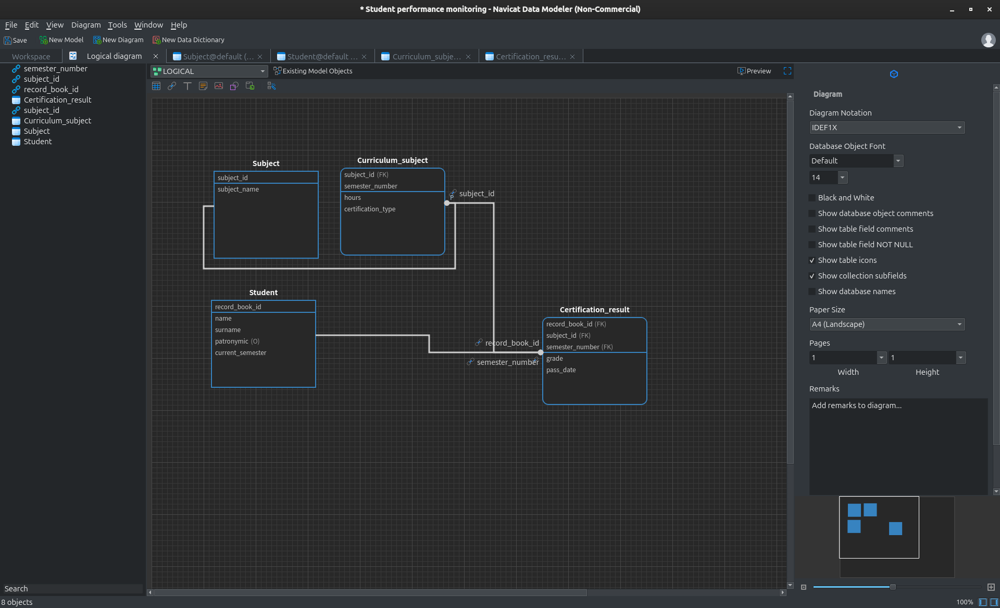 * Student performance monitoring - Navicat Data Modeler (Non-Commercial)
File Edit View Diagram Tools Window Help
Save New Model New Diagram New Data Dictionary
Workspace Logical diagram Subject@default (... Student@default ... Curriculum_subje... Certification_resu...
semester_number
subject_id
record_book_id
Certification_result
subject_id
Curriculum_subject
Subject
Student
Search
8 objects
LOGICAL Existing Model Objects Preview
Subject
subject_id
subject_name
Curriculum_subject
subject_id (FK)
semester_number
hours
certification_type
subject_id
P
Student
record_book_id
name
surname
patronymic (O)
current_semester
record_book_id
semester_number
Certification_result
record_book_id (FK)
subject_id (FK)
semester_number (FK)
grade
pass_date
Diagram
Diagram Notation
IDEF1X
Database Object Font
Default
14
Black and White
Show database object comments
Show table field comments
Show table field NOT NULL
Show table icons
Show collection subfields
Show database names
Paper Size
A4 (Landscape)
Pages
1 1
Width Height
Remarks
Add remarks to diagram...
100%